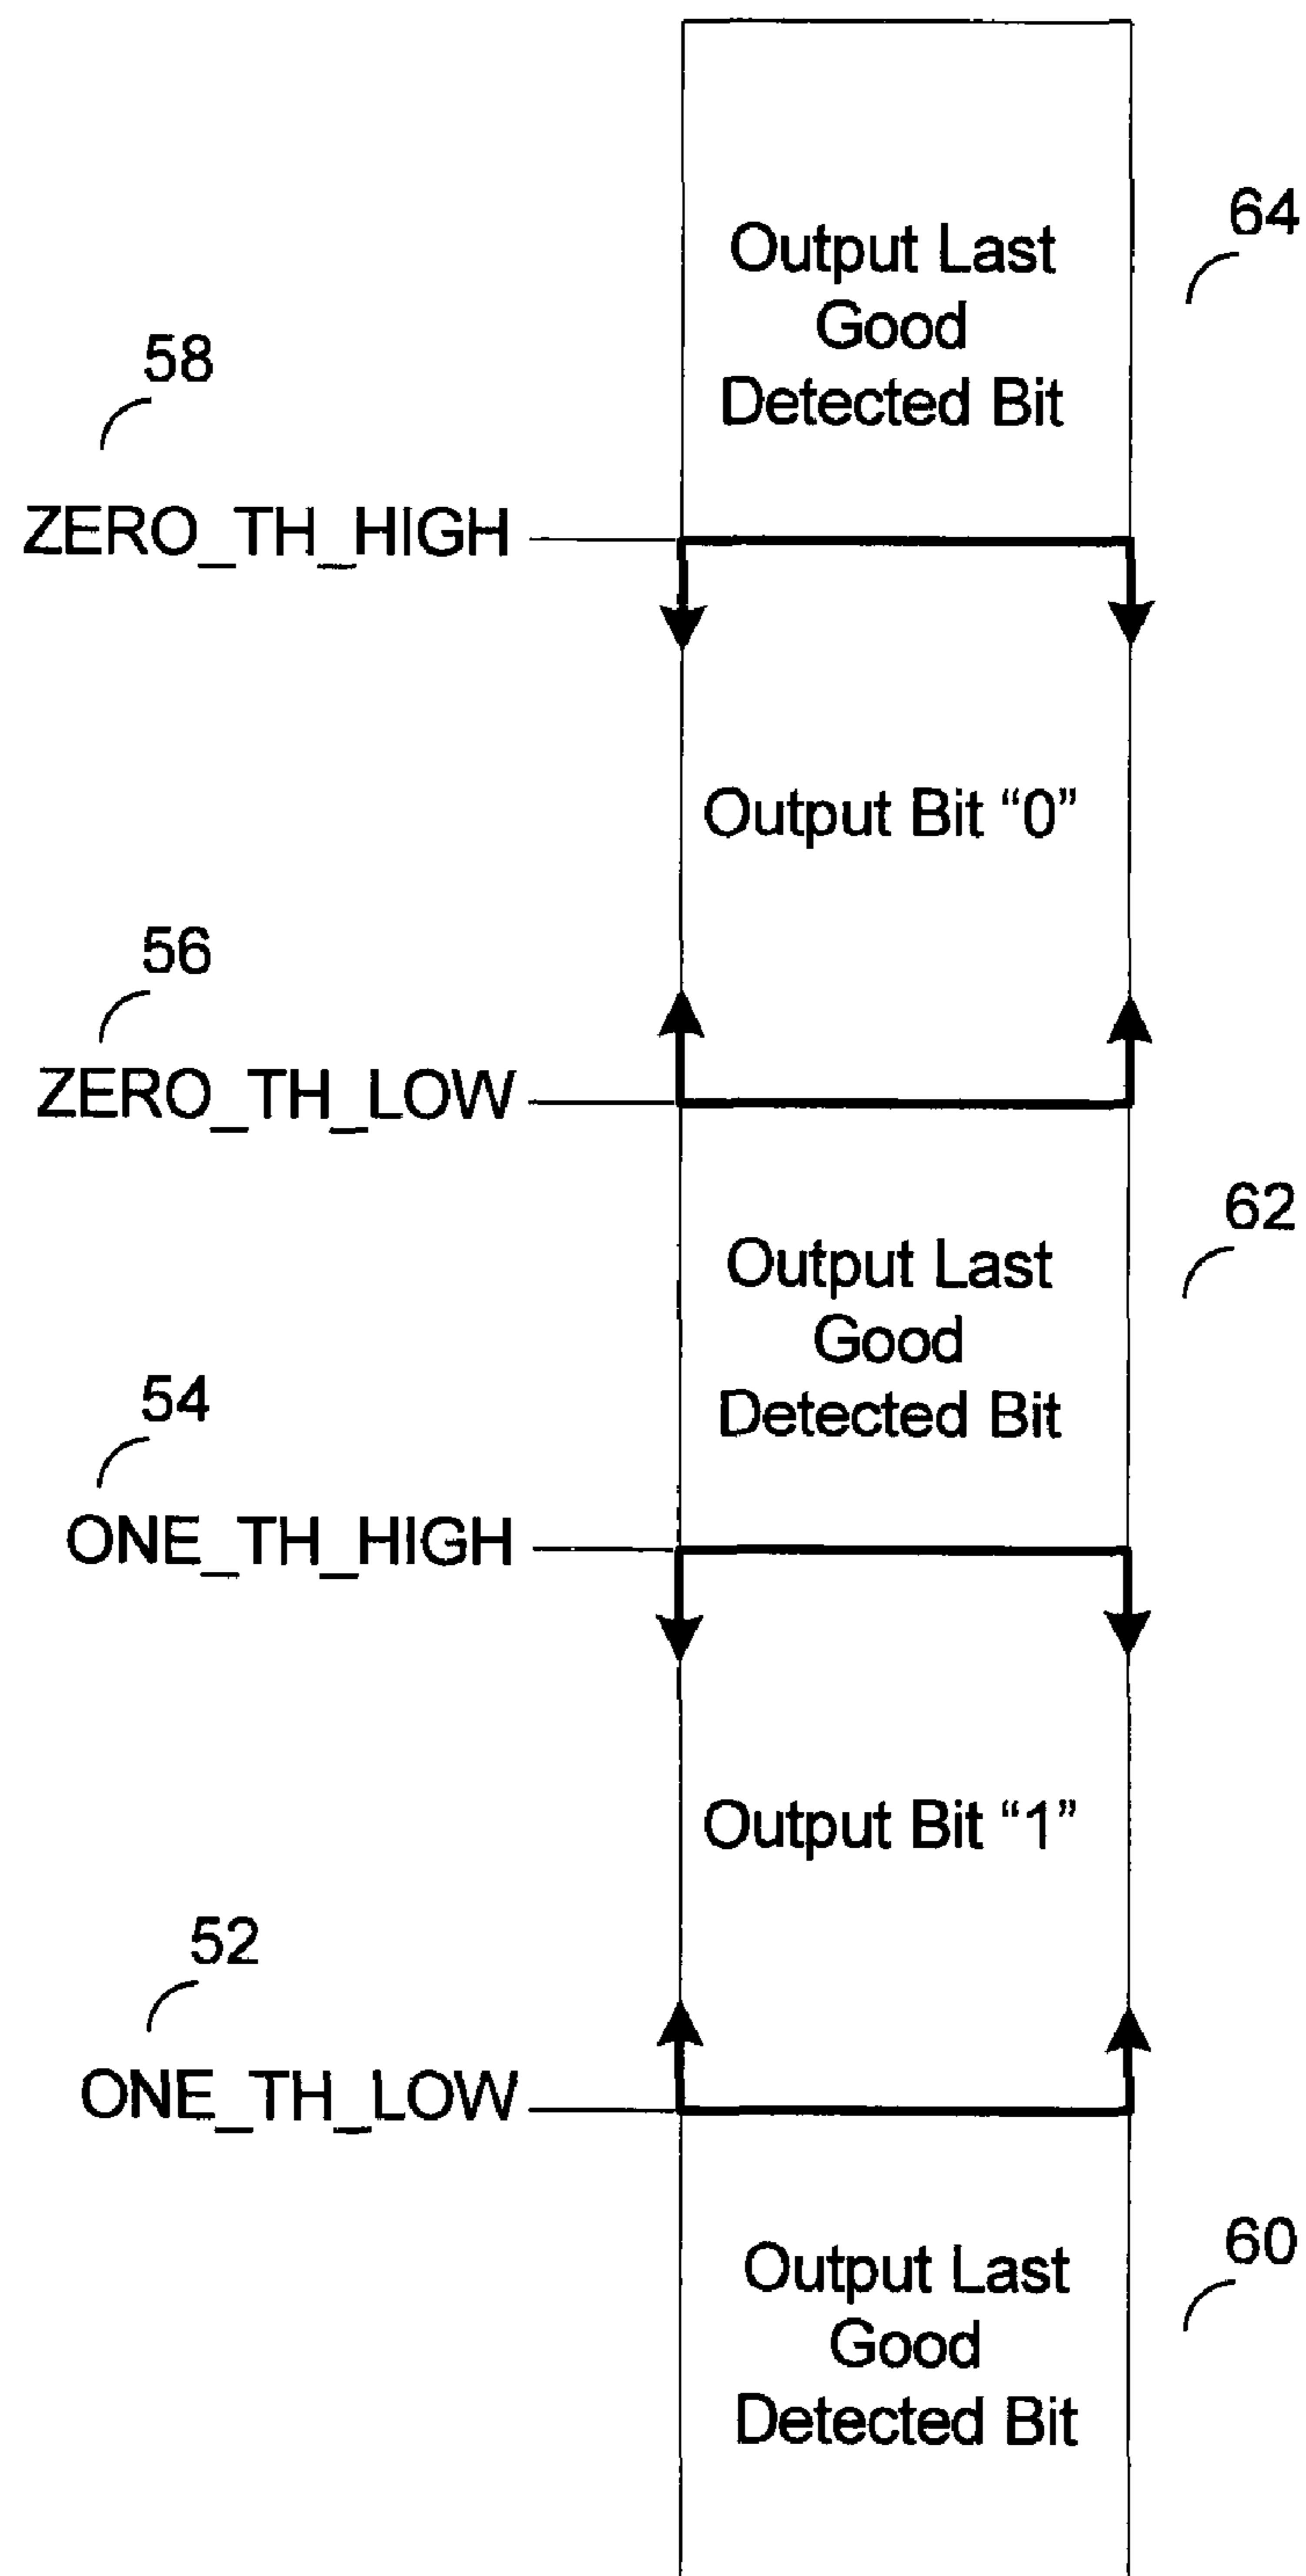 64
Output Last
Good
Detected Bit
58
ZERO_TH_HIGH
Output Bit “0”
56
ZERO_TH_LOW
62
Output Last
Good
Detected Bit
54
ONE_TH_HIGH
Output Bit “1”
52
ONE_TH_LOW
60
Output Last
Good
Detected Bit